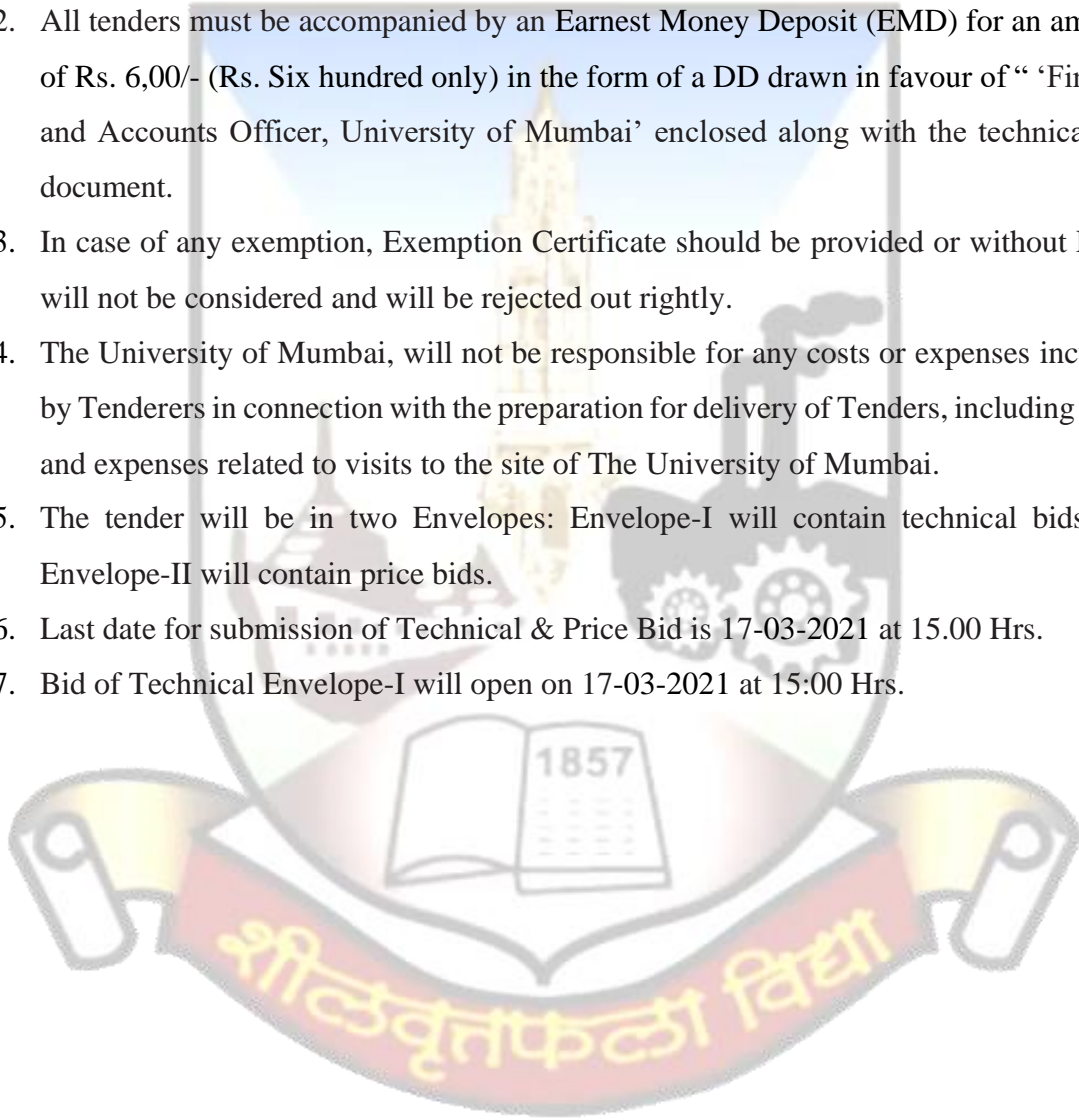 2. All tenders must be accompanied by an Earnest Money Deposit (EMD) for an am
of Rs. 6,00/- (Rs. Six hundred only) in the form of a DD drawn in favour of “ ‘Fin
and Accounts Officer, University of Mumbai’ enclosed along with the technica
document.
3. In case of any exemption, Exemption Certificate should be provided or without
will not be considered and will be rejected out rightly.
4. The University of Mumbai, will not be responsible for any costs or expenses inc
by Tenderers in connection with the preparation for delivery of Tenders, including
and expenses related to visits to the site of The University of Mumbai.
5. The tender will be in two Envelopes: Envelope-I will contain technical bids
Envelope-II will contain price bids.
6. Last date for submission of Technical & Price Bid is 17-03-2021 at 15.00 Hrs.
7. Bid of Technical Envelope-I will open on 17-03-2021 at 15:00 Hrs.
1857
शीलवृतफला विद्या